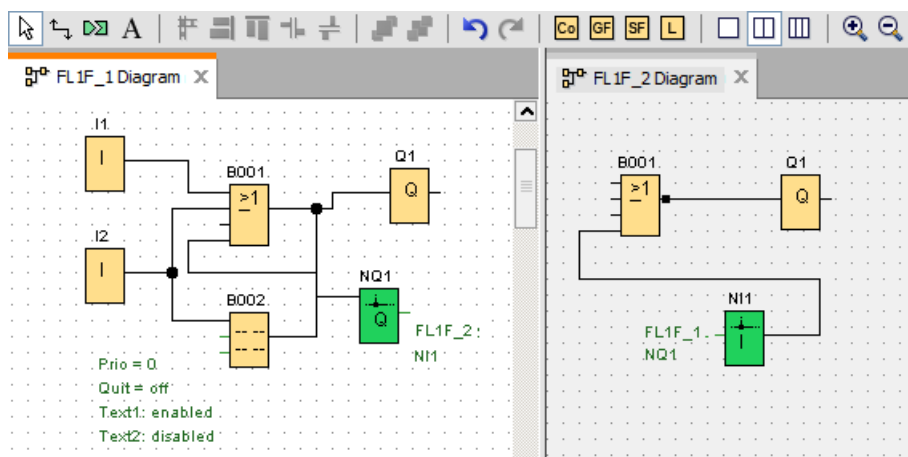 A
Co GF SF L
FL1F_1 Diagram
FL1F_2 Diagram
I1
I
B001
>1
Q1
Q
I2
I
B002
NQ1
Q
FL1F_2:
NI1
Prio = 0
Quit = off
Text1: enabled
Text2: disabled
B001
>1
Q1
Q
NI1
I
FL1F_1
NQ1